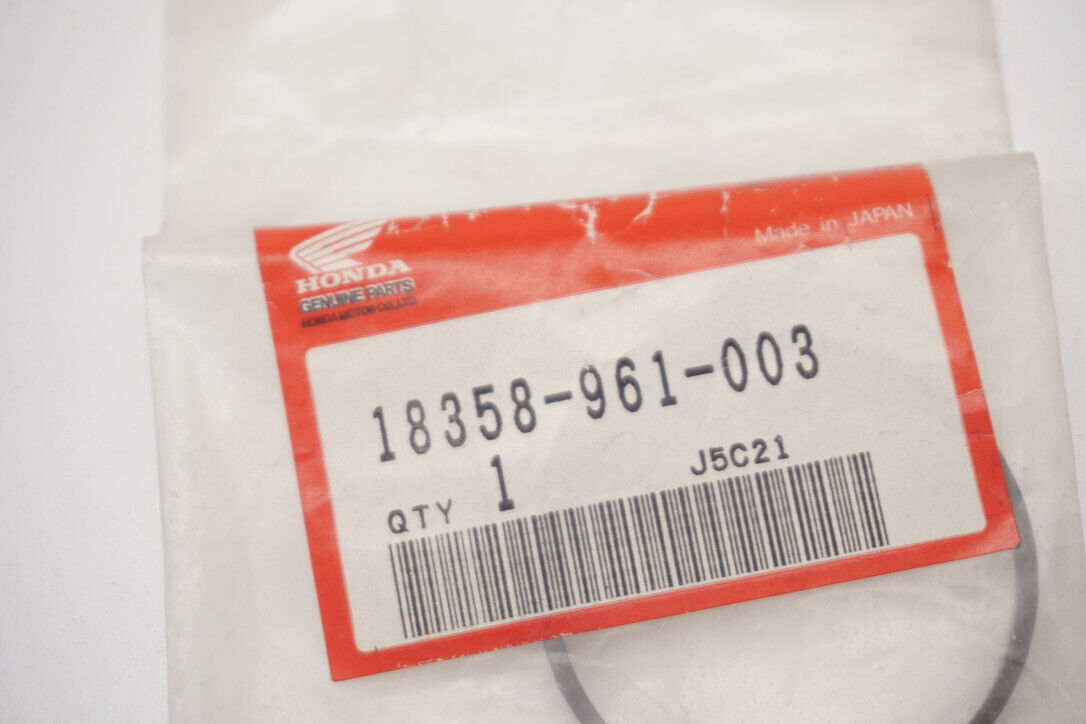 Made in JAPAN
HONDA
GENUINE PARTS
HONDA MOTOR CO.,LTD
18358-961-003
QTY 1 J5C21